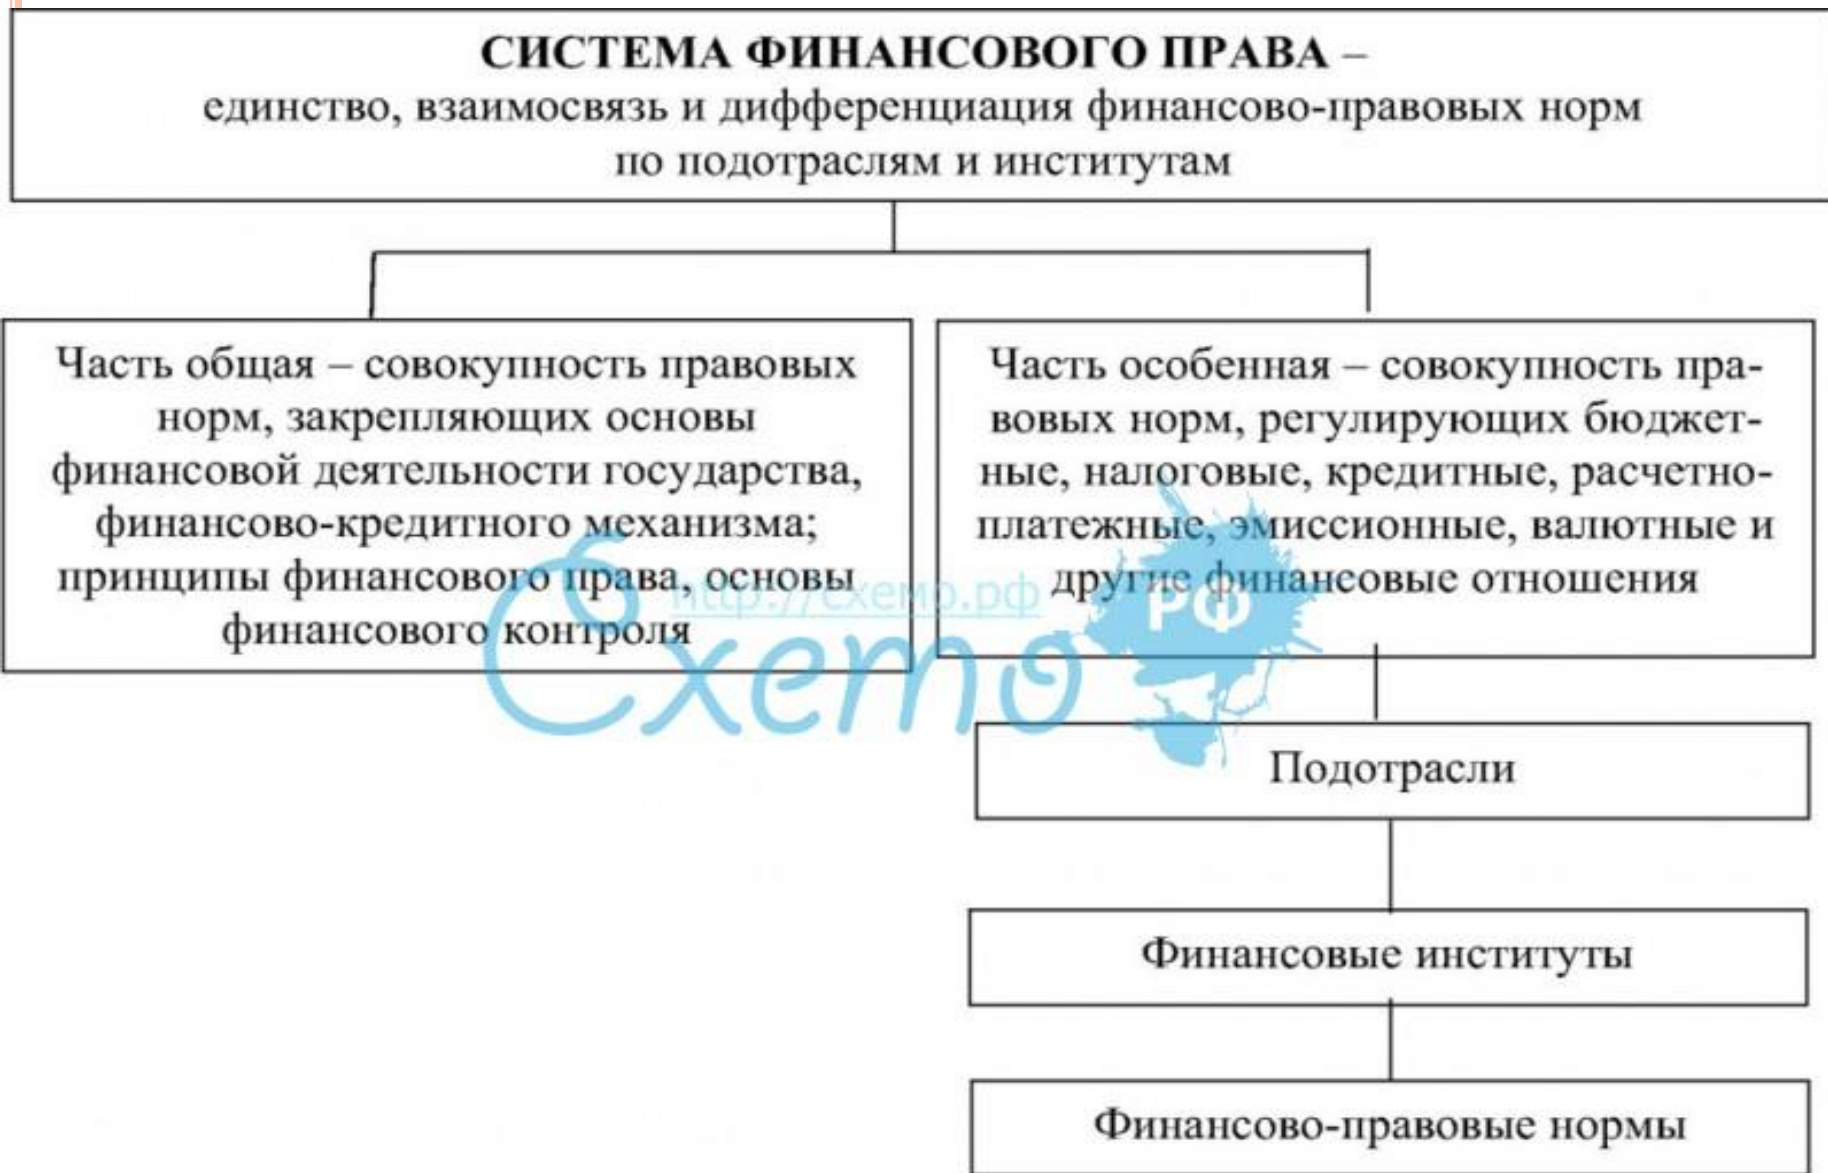 СИСТЕМА ФИНАНСОВОГО ПРАВА –
единство, взаимосвязь и дифференциация финансово-правовых норм
по подотраслям и институтам
Часть общая – совокупность правовых
норм, закрепляющих основы
финансовой деятельности государства,
финансово-кредитного механизма;
принципы финансового права, основы
финансового контроля
Часть особенная – совокупность пра-
вовых норм, регулирующих бюджет-
ные, налоговые, кредитные, расчетно-
платежные, эмиссионные, валютные и
другие финансовые отношения
http://схемо.рф
Схемо
РФ
Подотрасли
Финансовые институты
Финансово-правовые нормы